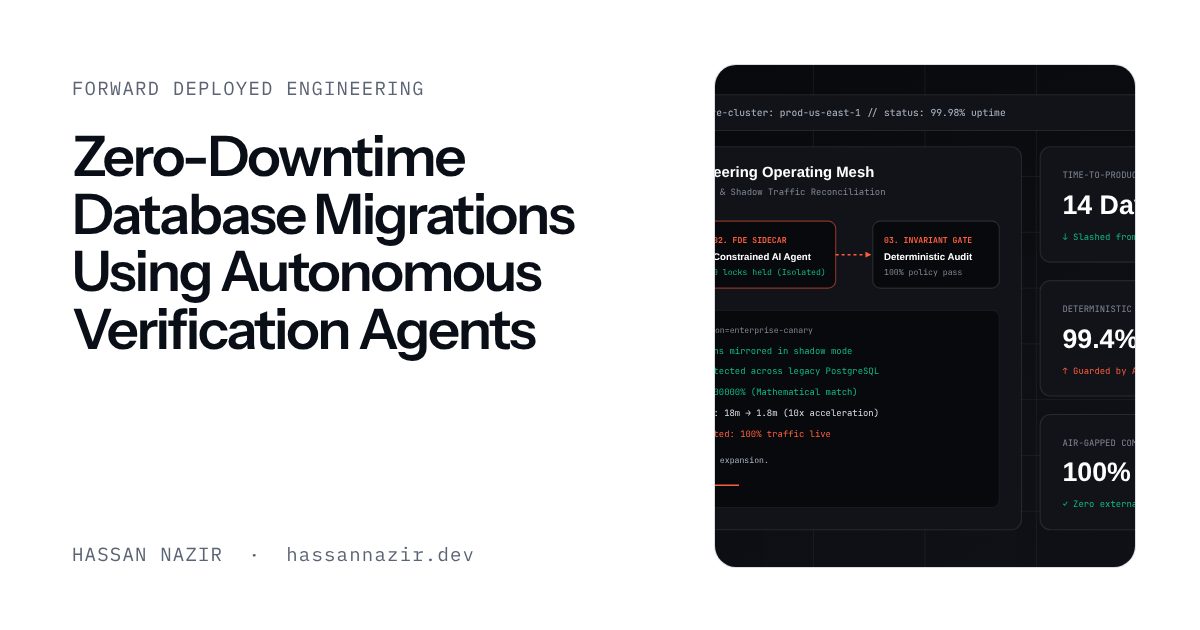 FORWARD DEPLOYED ENGINEERING
Zero-Downtime
Database Migrations
Using Autonomous
Verification Agents
HASSAN NAZIR · hassannazir.dev
-cluster: prod-us-east-1 // status: 99.98% uptime
Operating Mesh
& Shadow Traffic Reconciliation
02. FDE SIDECAR
Constrained AI Agent
0 locks held (Isolated)
03. INVARIANT GATE
Deterministic Audit
100% policy pass
=enterprise-canary
mirrored in shadow mode
across legacy PostgreSQL
(Mathematical match)
: 18m → 1.8m (10x acceleration)
: 100% traffic live
expansion.
TIME-TO-
14
↓ Slashed from
DETERMINISTIC
99.4%
↑ Guarded by
AIR-GAPPED
100%
✓ Zero